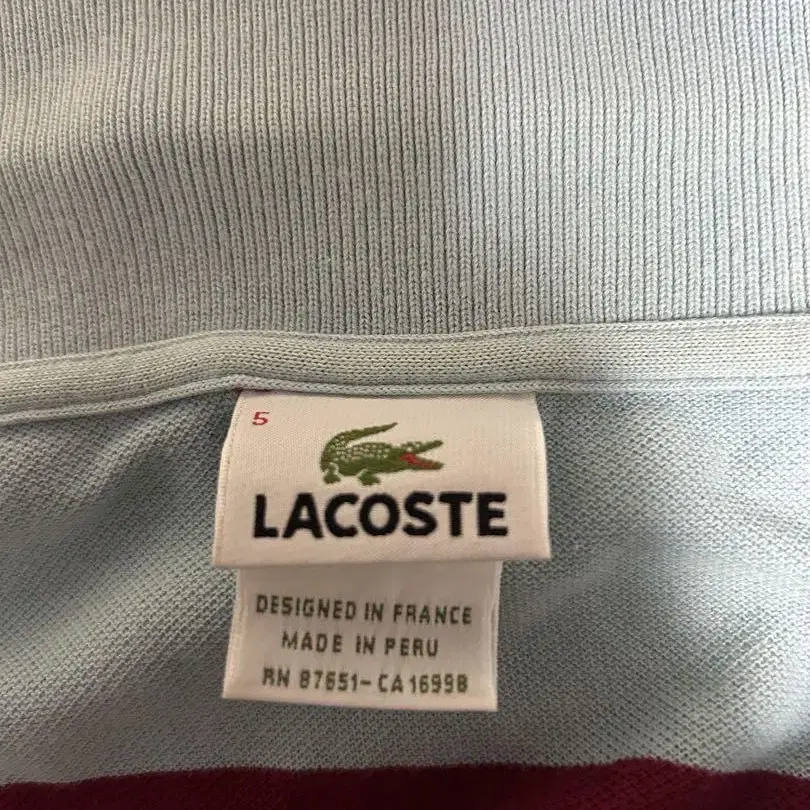 5
LACOSTE
DESIGNED IN FRANCE
MADE IN PERU
RN 87651-CA 16998